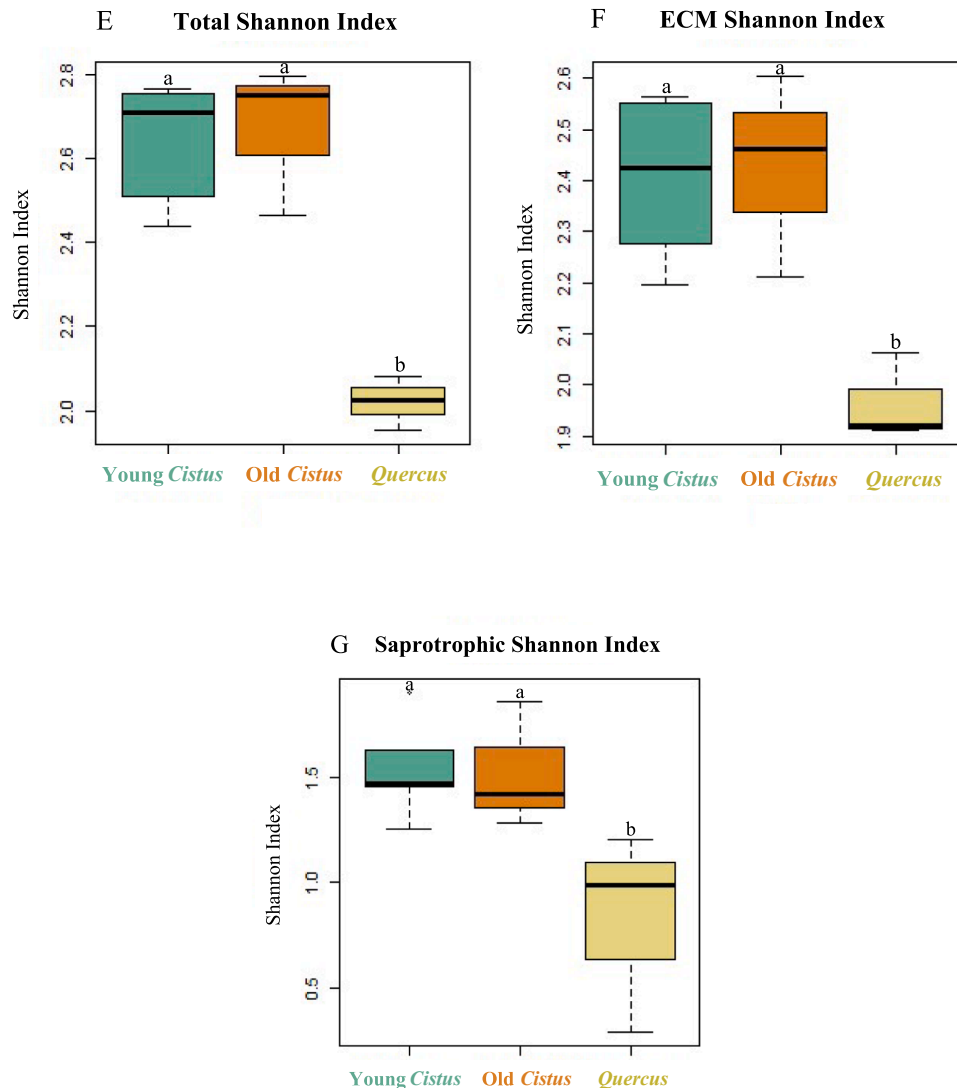 E Total Shannon Index
Shannon Index
2.8
2.6
2.4
2.2
2.0
a
a
b
Young Cistus Old Cistus Quercus
F ECM Shannon Index
Shannon Index
2.6
2.5
2.4
2.3
2.2
2.1
2.0
1.9
a
a
b
Young Cistus Old Cistus Quercus
G Saprotrophic Shannon Index
Shannon Index
1.5
1.0
0.5
a
a
b
Young Cistus Old Cistus Quercus